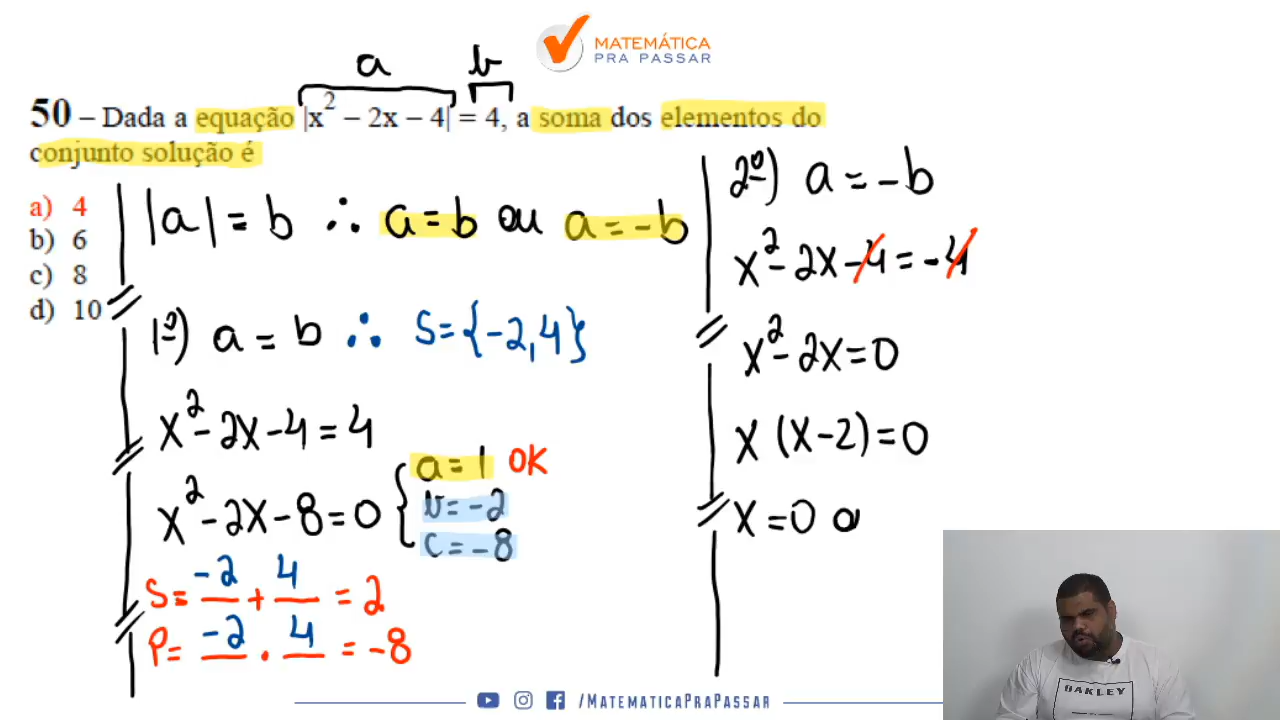 MATEMÁTICA
PRA PASSAR
a b
50 – Dada a equação |x² − 2x − 4| = 4, a soma dos elementos do
conjunto solução é
a) 4
b) 6
c) 8
d) 10
|a| = b ∴ a = b ou a = -b
1º) a = b ∴ S = {-2, 4}
x² - 2x - 4 = 4
x² - 2x - 8 = 0
a = 1 OK
b = -2
c = -8
S = -2 + 4 = 2
P = -2 . 4 = -8
2º) a = -b
x² - 2x - 4 = -4
x² - 2x = 0
x (x - 2) = 0
x = 0 o
OAKLEY
/MATEMATICAPRAPASSAR